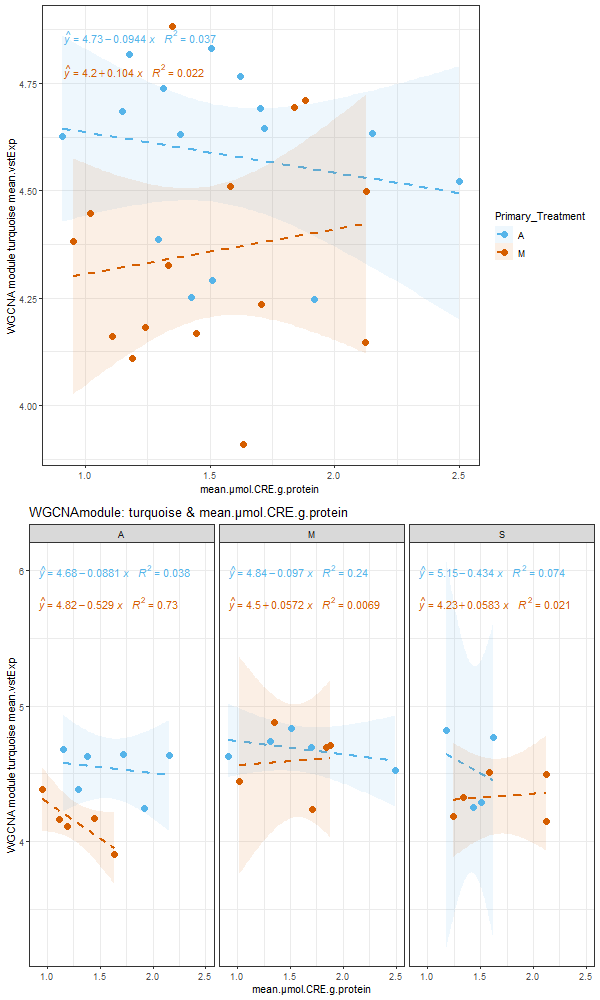 ŷ = 4.73 − 0.0944 x R² = 0.037
ŷ = 4.2 + 0.104 x R² = 0.022
WGCNA module turquoise mean.vstExp
4.75
4.50
4.25
4.00
1.0 1.5 2.0 2.5
mean.µmol.CRE.g.protein
Primary_Treatment
A
M
WGCNAmodule: turquoise & mean.µmol.CRE.g.protein
A M S
ŷ = 4.68 − 0.0881 x R² = 0.038 ŷ = 4.84 − 0.097 x R² = 0.24 ŷ = 5.15 − 0.434 x R² = 0.074
ŷ = 4.82 − 0.529 x R² = 0.73 ŷ = 4.5 + 0.0572 x R² = 0.0069 ŷ = 4.23 + 0.0583 x R² = 0.021
WGCNA module turquoise mean.vstExp
6
5
4
1.0 1.5 2.0 2.5 1.0 1.5 2.0 2.5 1.0 1.5 2.0 2.5
mean.µmol.CRE.g.protein